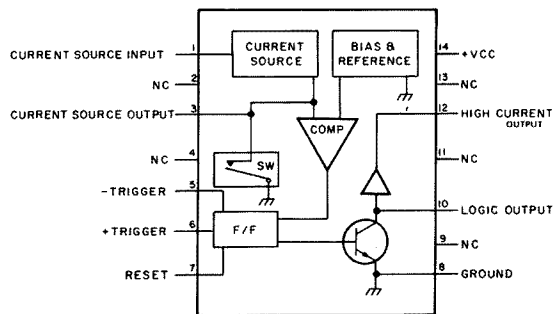 CURRENT SOURCE INPUT 1
NC 2
CURRENT SOURCE OUTPUT 3
NC 4
-TRIGGER 5
+TRIGGER 6
RESET 7
CURRENT
SOURCE
BIAS &
REFERENCE
COMP
SW
F/F
14 +VCC
13 NC
12 HIGH CURRENT
OUTPUT
11 NC
10 LOGIC OUTPUT
9 NC
8 GROUND